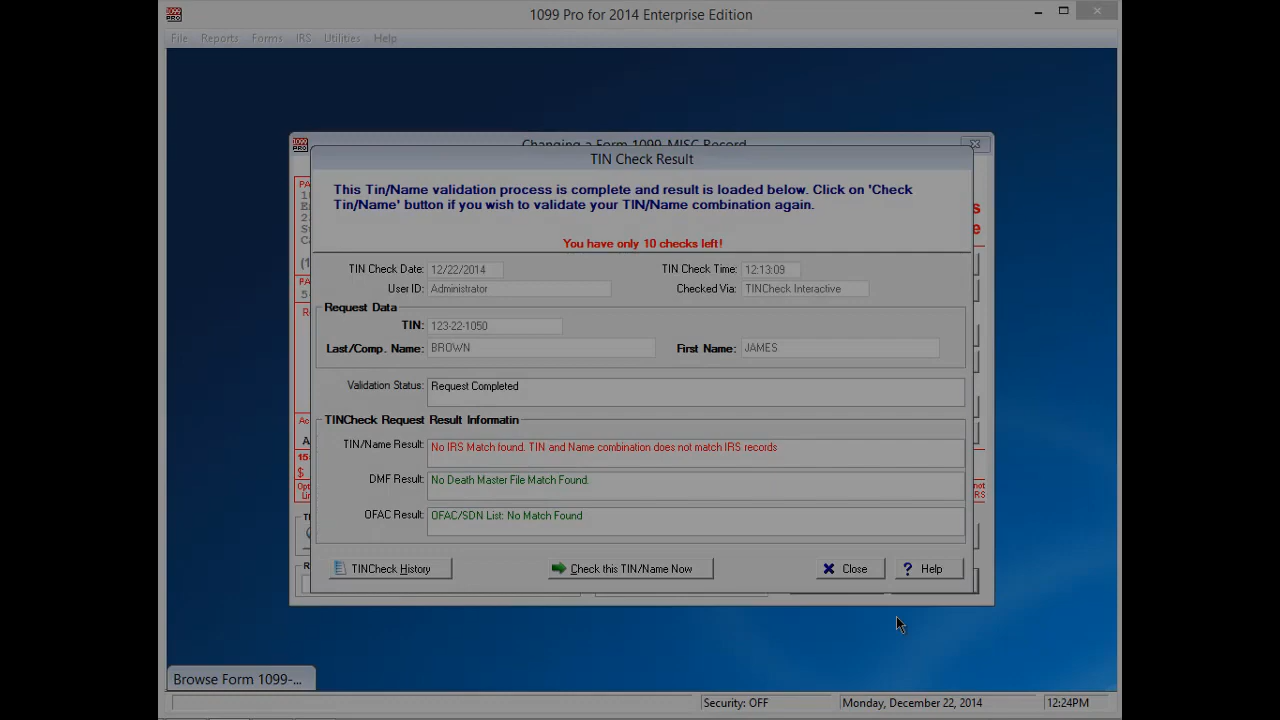 1099 Pro for 2014 Enterprise Edition
File Reports Forms IRS Utilities Help
1099 PRO Changing a Form 1099-MISC Record
TIN Check Result
This Tin/Name validation process is complete and result is loaded below. Click on 'Check
Tin/Name' button if you wish to validate your TIN/Name combination again.
You have only 10 checks left!
TIN Check Date: 12/22/2014 TIN Check Time: 12:13:09
User ID: Administrator Checked Via: TINCheck Interactive
Request Data
TIN: 123-22-1050
Last/Comp. Name: BROWN First Name: JAMES
Validation Status: Request Completed
TINCheck Request Result Informatin
TIN/Name Result: No IRS Match found. TIN and Name combination does not match IRS records
DMF Result: No Death Master File Match Found.
OFAC Result: OFAC/SDN List: No Match Found
TINCheck History Check this TIN/Name Now Close ? Help
Browse Form 1099-...
Security: OFF Monday, December 22, 2014 12:24PM